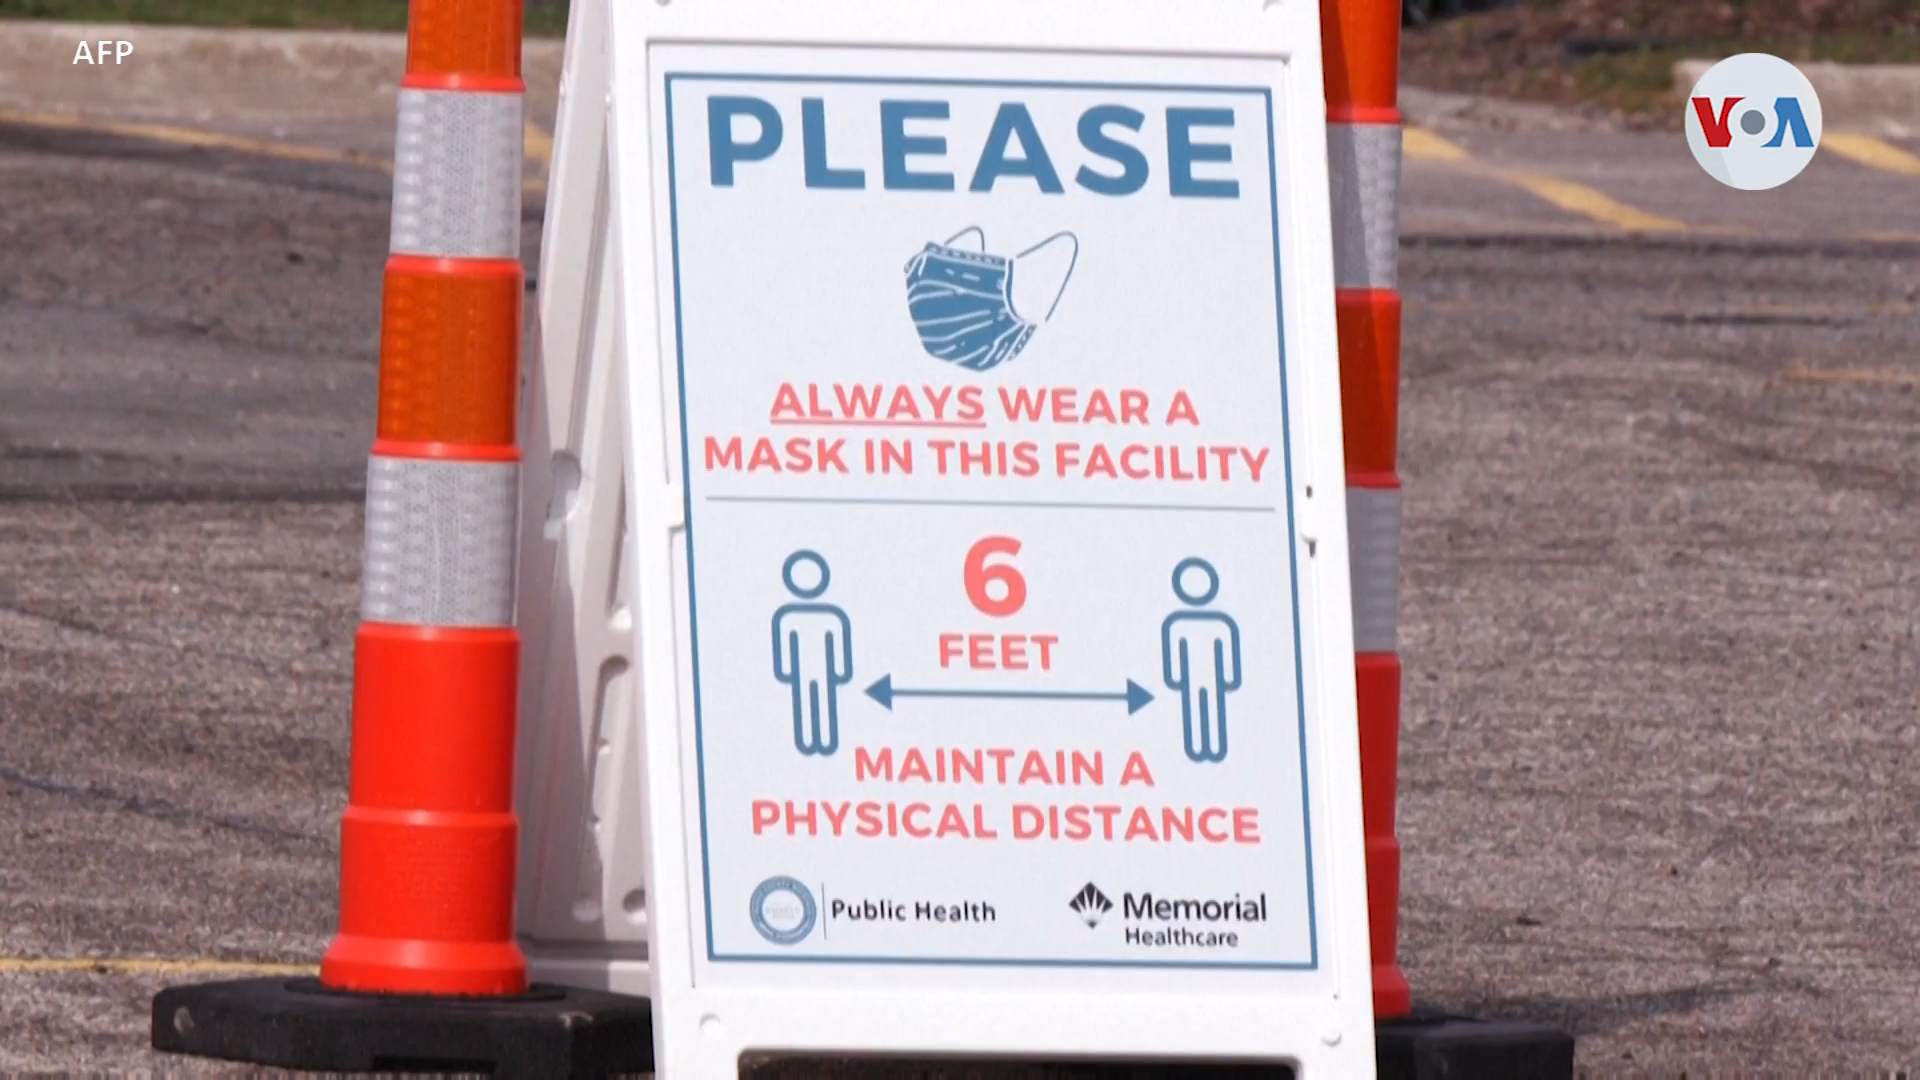 AFP
VOA
PLEASE
ALWAYS WEAR A
MASK IN THIS FACILITY
6
FEET
MAINTAIN A
PHYSICAL DISTANCE
Public Health
Memorial
Healthcare